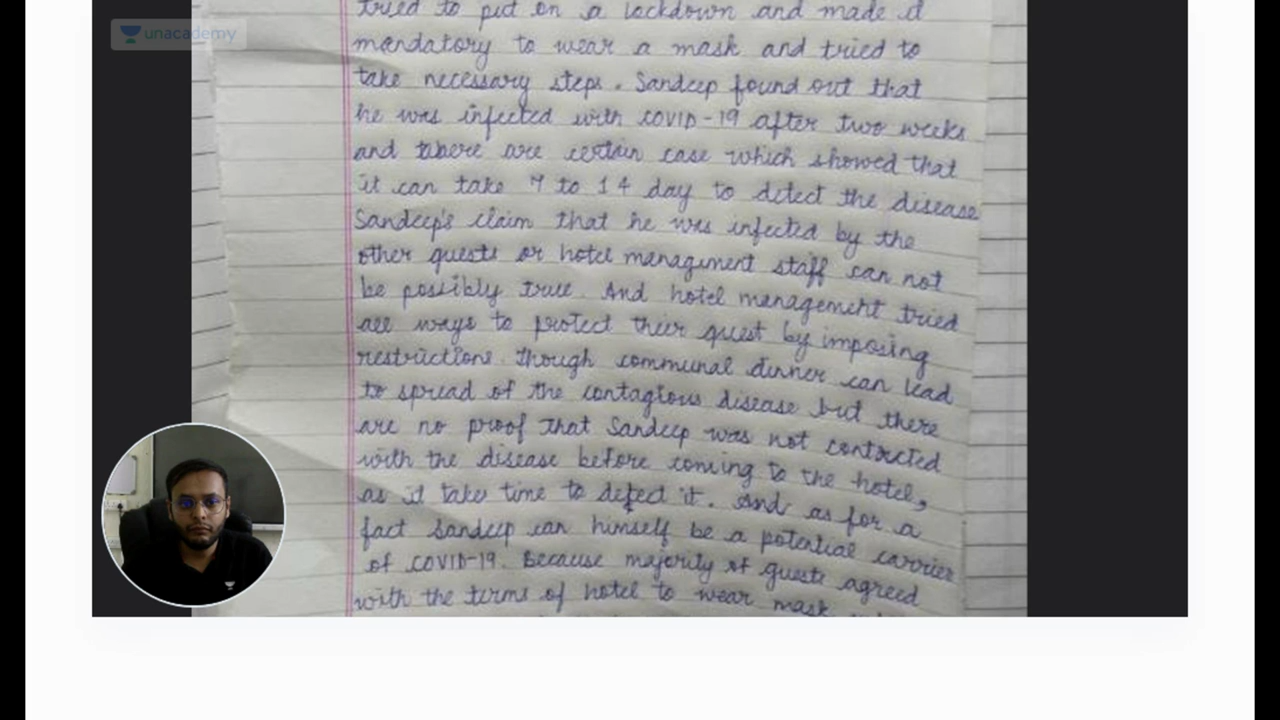 unacademy
tried to put on a lockdown and made it
mandatory to wear a mask and tried to
take necessary steps. Sandeep found out that
he was infected with COVID-19 after two weeks
and there are certain case which showed that
it can take 7 to 14 day to detect the disease
Sandeep's claim that he was infected by the
other guests or hotel management staff can not
be possibly true. And hotel management tried
all ways to protect their guest by imposing
restrictions. Though communal dinner can lead
to spread of the contagious disease but there
are no proof that Sandeep was not contracted
with the disease before coming to the hotel,
as it takes time to defect it. And as for a
fact Sandeep can himself be a potential carrier
of COVID-19. Because majority of guests agreed
with the terms of hotel to wear mask